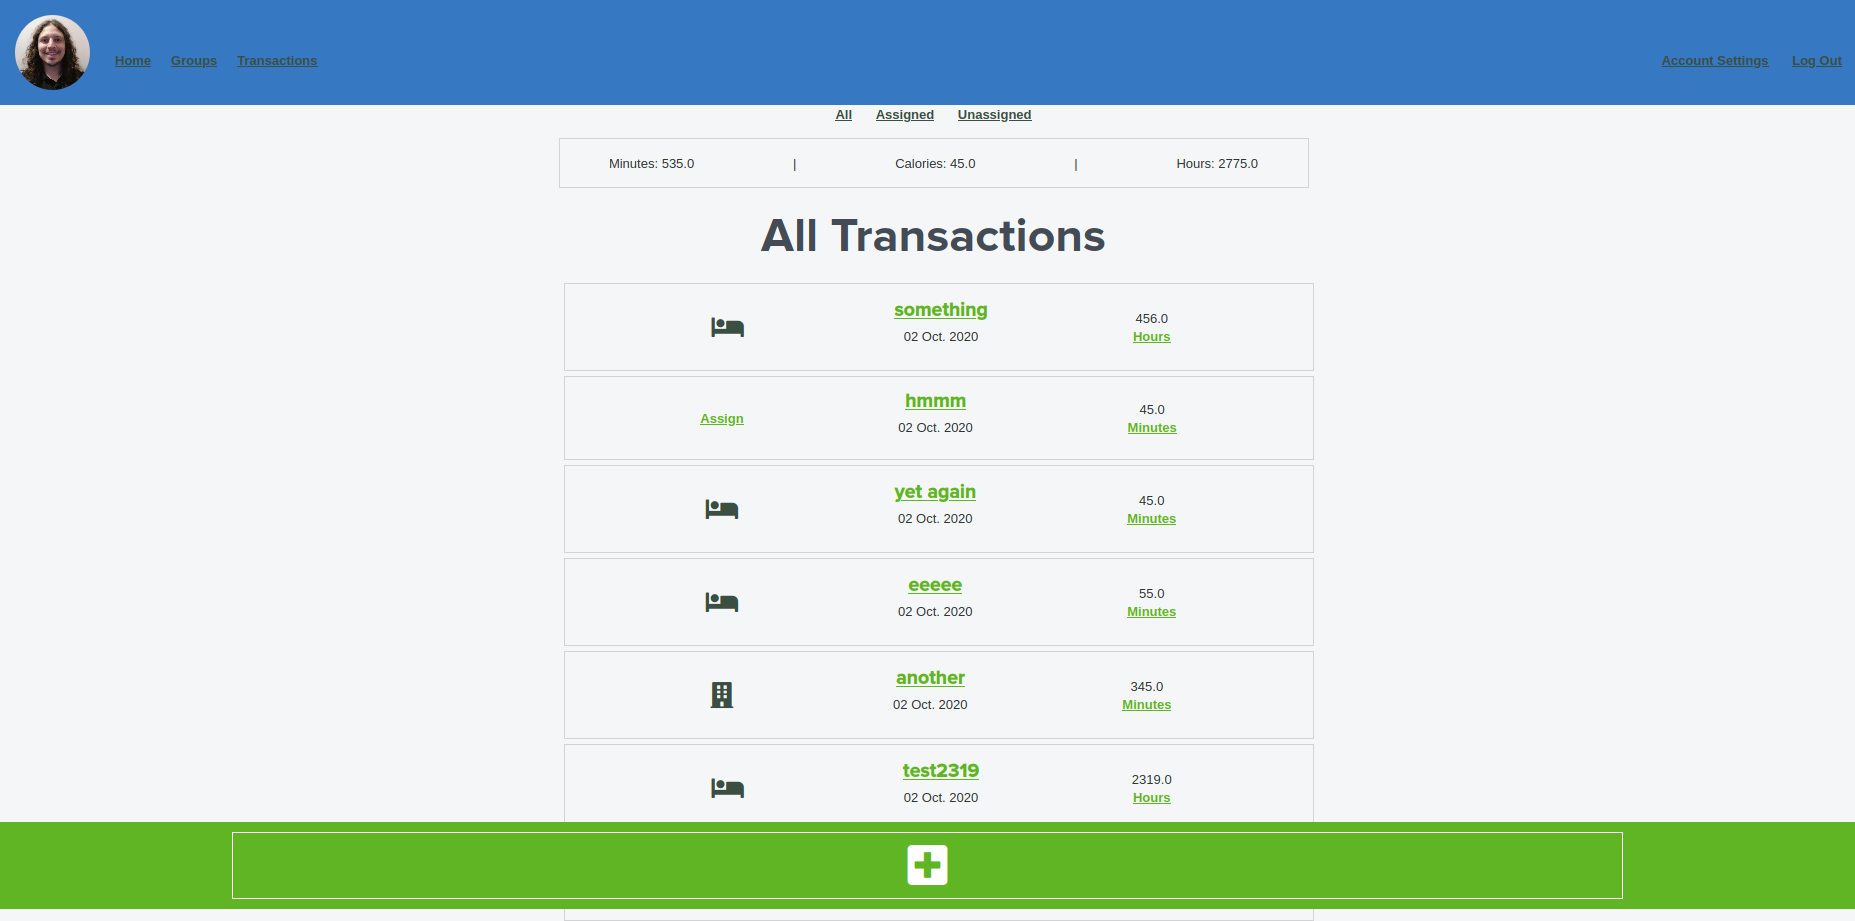 Home Groups Transactions Account Settings Log Out
All Assigned Unassigned
Minutes: 535.0 | Calories: 45.0 | Hours: 2775.0
All Transactions
something
02 Oct. 2020
456.0
Hours
Assign
hmmm
02 Oct. 2020
45.0
Minutes
yet again
02 Oct. 2020
45.0
Minutes
eeeee
02 Oct. 2020
55.0
Minutes
another
02 Oct. 2020
345.0
Minutes
test2319
02 Oct. 2020
2319.0
Hours